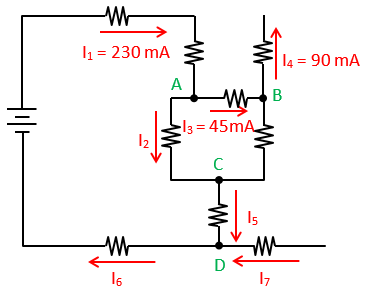 I₁ = 230 mA
I₄ = 90 mA
A
B
I₂
I₃ = 45mA
C
I₅
D
I₆
I₇